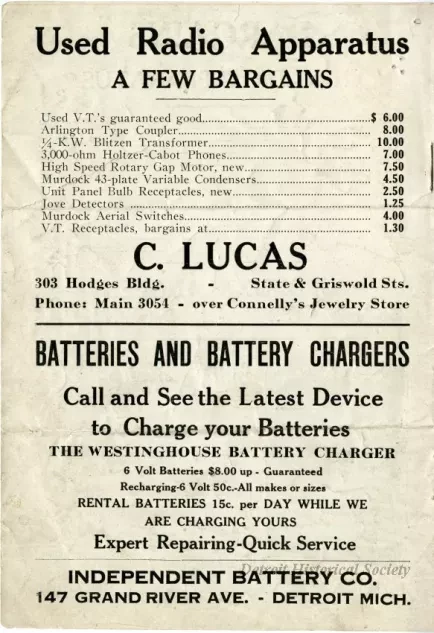 Used Radio Apparatus
A FEW BARGAINS
Used V.T.'s guaranteed good........$ 6.00
Arlington Type Coupler........8.00
¼-K.W. Blitzen Transformer........10.00
3,000-ohm Holtzer-Cabot Phones........7.00
High Speed Rotary Gap Motor, new........7.50
Murdock 43-plate Variable Condensers........4.50
Unit Panel Bulb Receptacles, new........2.50
Jove Detectors ........1.25
Murdock Aerial Switches........4.00
V.T. Receptacles, bargains at........1.30
C. LUCAS
303 Hodges Bldg. - State & Griswold Sts.
Phone: Main 3054 - over Connelly's Jewelry Store
BATTERIES AND BATTERY CHARGERS
Call and See the Latest Device
to Charge your Batteries
THE WESTINGHOUSE BATTERY CHARGER
6 Volt Batteries $8.00 up - Guaranteed
Recharging-6 Volt 50c.-All makes or sizes
RENTAL BATTERIES 15c. per DAY WHILE WE
ARE CHARGING YOURS
Expert Repairing-Quick Service
Detroit Historical Society
INDEPENDENT BATTERY CO.
147 GRAND RIVER AVE. - DETROIT MICH.